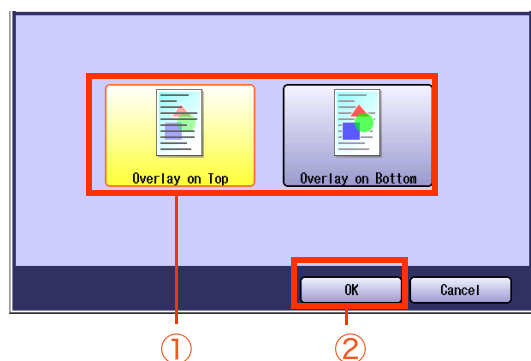 Overlay on Top
Overlay on Bottom
OK
Cancel
①
②